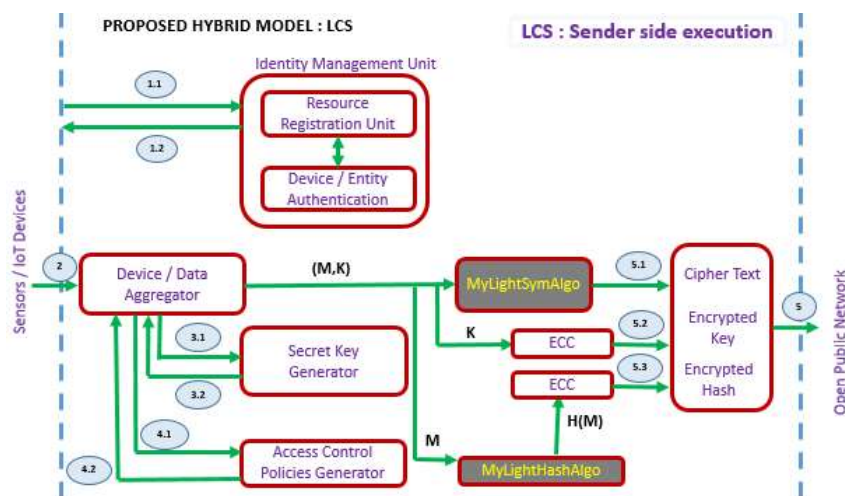 PROPOSED HYBRID MODEL : LCS
LCS : Sender side execution
Identity Management Unit
1.1
Resource
Registration Unit
1.2
Device / Entity
Authentication
Sensors / IoT Devices
2
Device / Data
Aggregator
(M,K)
MyLightSymAlgo
5.1
Cipher Text
Encrypted
Key
Encrypted
Hash
5
Open Public Network
K
ECC
5.2
3.1
Secret Key
Generator
3.2
ECC
5.3
H(M)
4.1
Access Control
Policies Generator
4.2
M
MyLightHashAlgo